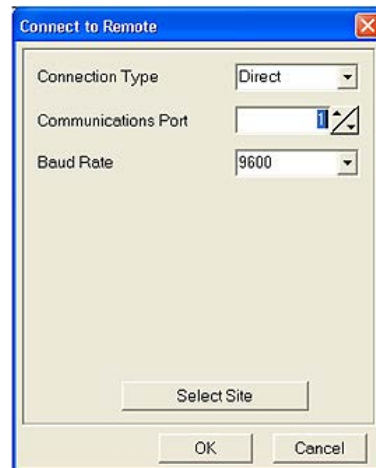 Connect to Remote
Connection Type Direct
Communications Port 1
Baud Rate 9600
Select Site
OK Cancel